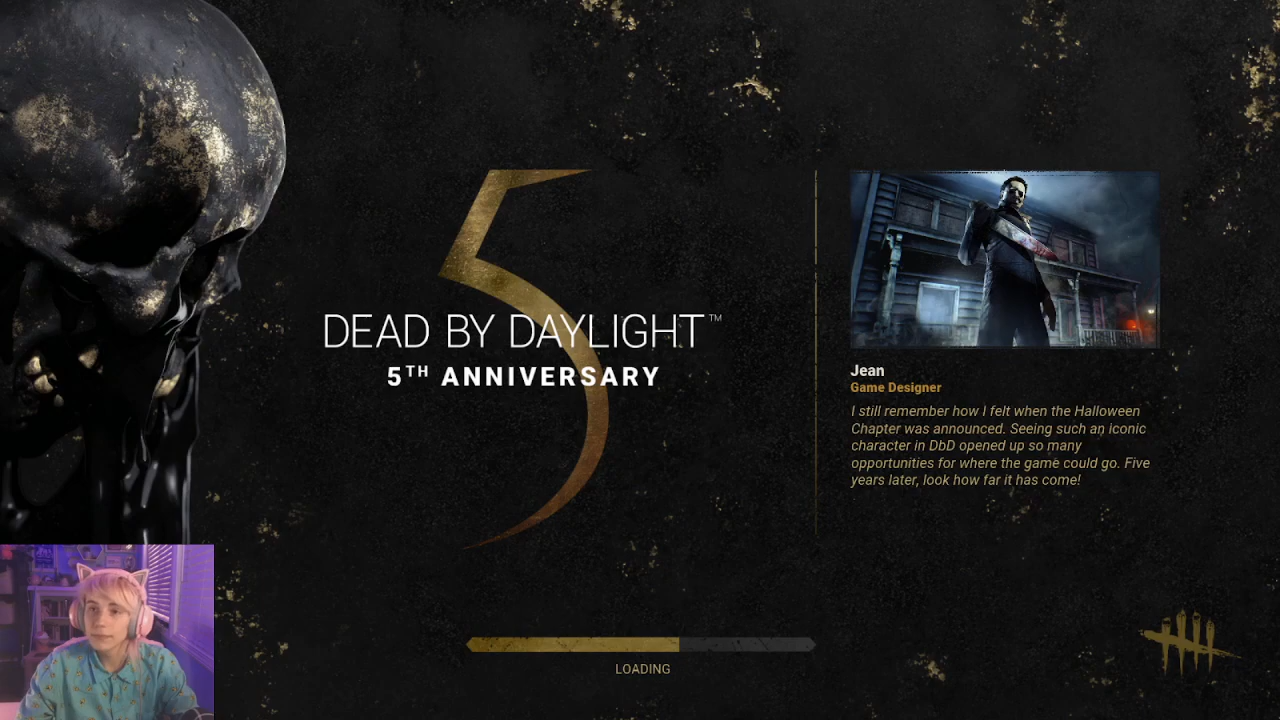 DEAD BY DAYLIGHT™
5TH ANNIVERSARY
Jean
Game Designer
I still remember how I felt when the Halloween
Chapter was announced. Seeing such an iconic
character in DbD opened up so many
opportunities for where the game could go. Five
years later, look how far it has come!
LOADING